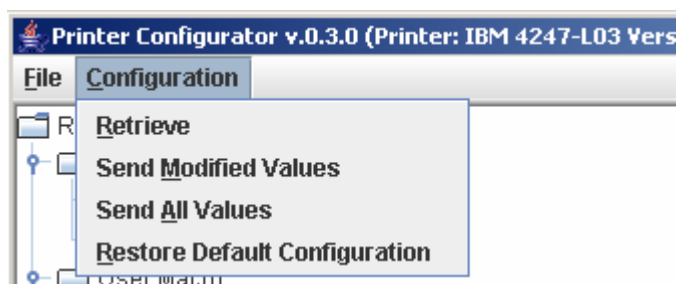 Printer Configurator v.0.3.0 (Printer: IBM 4247-L03 Vers
File Configuration
R
Retrieve
Send Modified Values
Send All Values
Restore Default Configuration